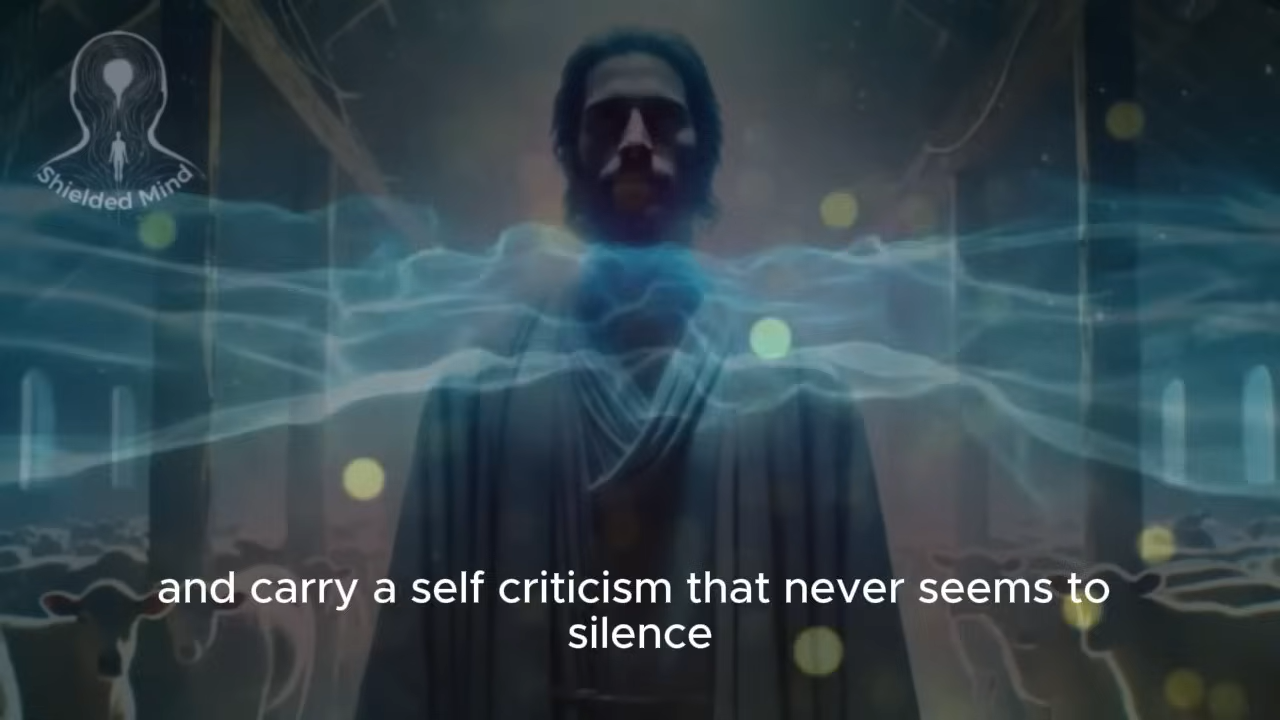 Shielded Mind
and carry a self criticism that never seems to
silence